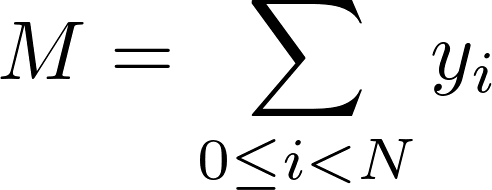 M = ∑ y_i
0≤i<N